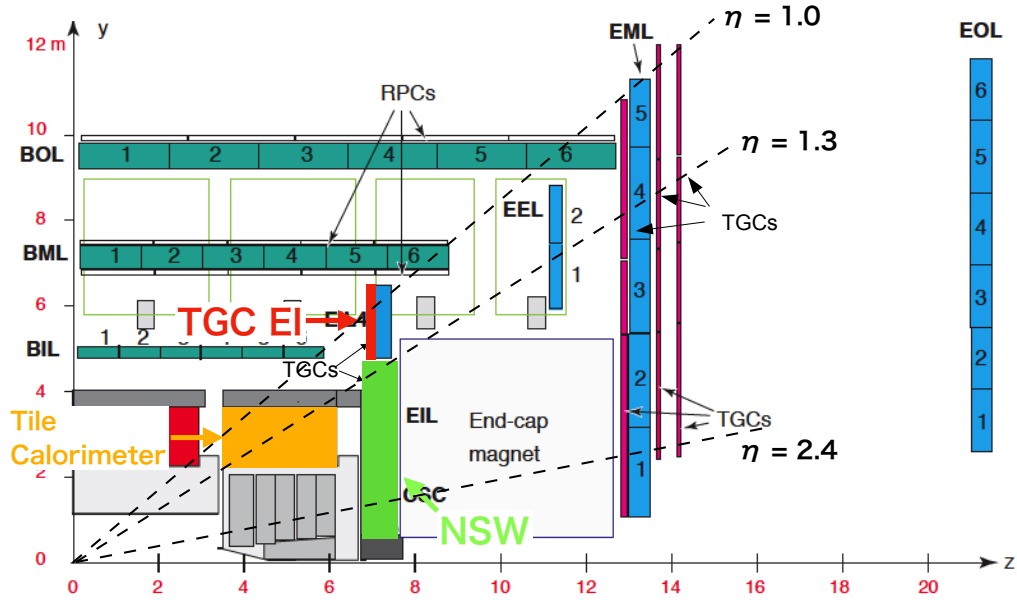 y
η = 1.0
EML
EOL
12 m
RPCs
10
BOL
1 2 3 4 5 6
5
6
η = 1.3
5
EEL
2
4
TGCs
8
BML
1 2 3 4 5 6
4
1
3
6
TGC EI
3
BIL
1 2
TGCs
2
2
4
Tile
Calorimeter
EIL
End-cap
magnet
TGCs
1
η = 2.4
1
2
CSC
NSW
0
z
0 2 4 6 8 10 12 14 16 18 20